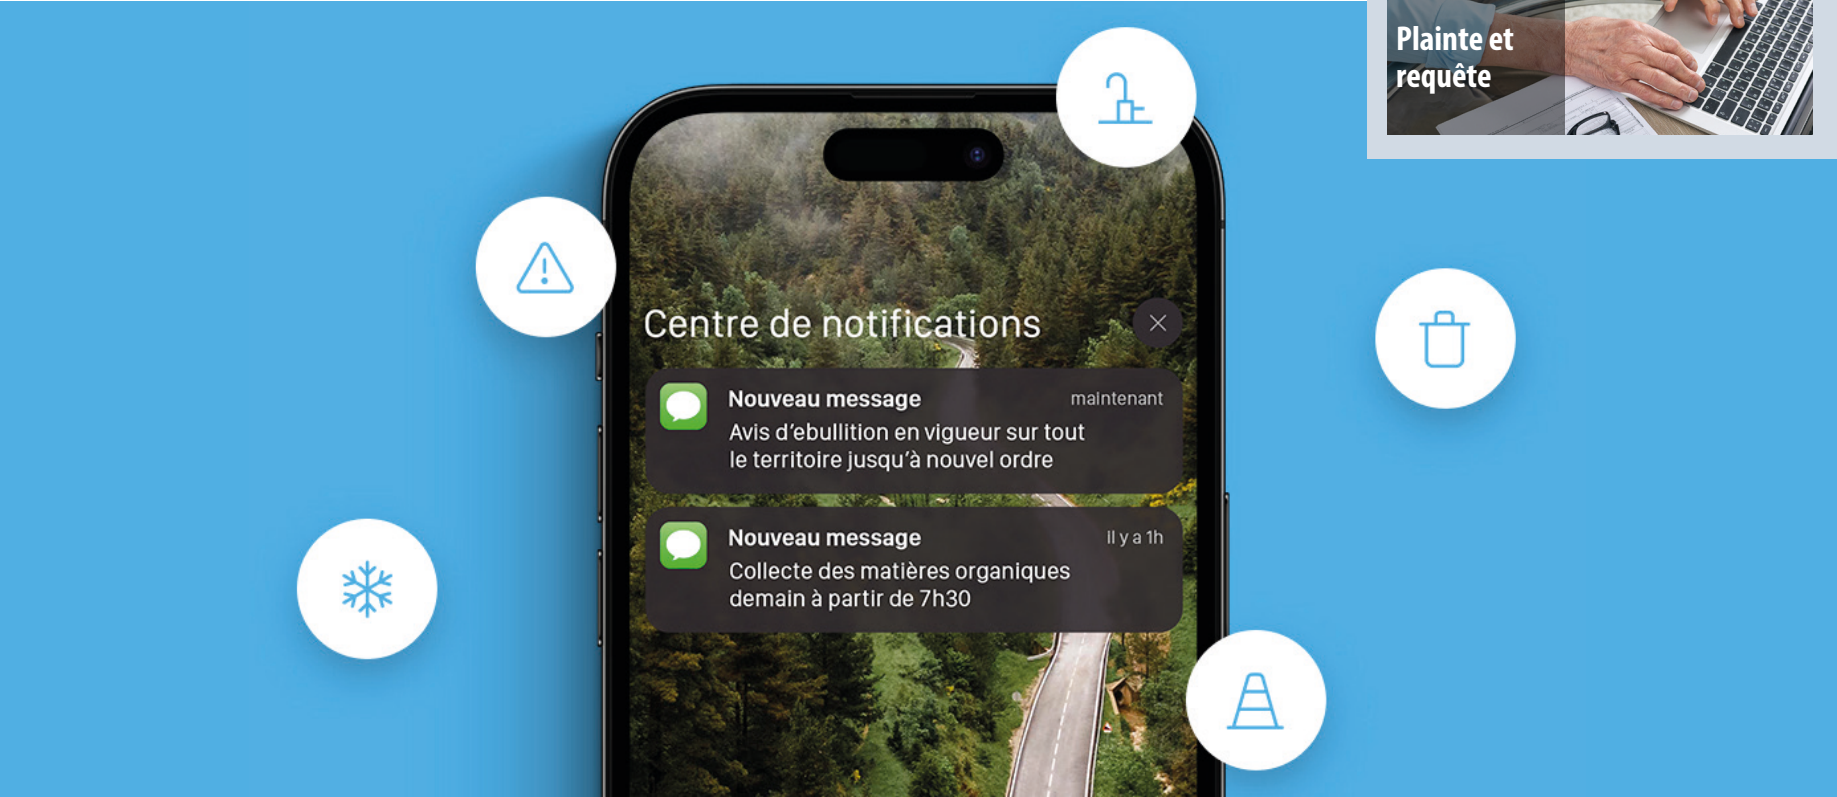 Plainte et
requête
Centre de notifications
Nouveau message
maintenant
Avis d'ebullition en vigueur sur tout
le territoire jusqu'à nouvel ordre
Nouveau message
Il y a 1h
Collecte des matières organiques
demain à partir de 7h30